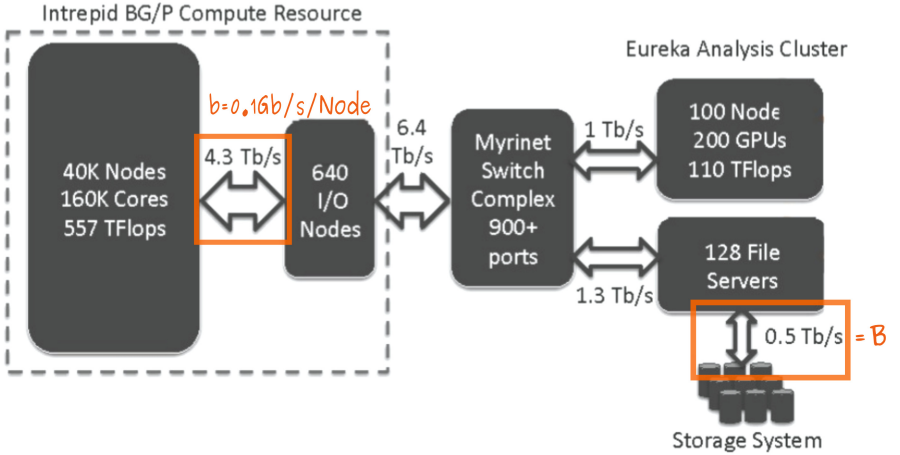 Intrepid BG/P Compute Resource
Eureka Analysis Cluster
b=0.1Gb/s/Node
40K Nodes
160K Cores
557 TFlops
4.3 Tb/s
640
I/O
Nodes
6.4
Tb/s
Myrinet
Switch
Complex
900+
ports
1 Tb/s
100 Node
200 GPUs
110 TFlops
1.3 Tb/s
128 File
Servers
0.5 Tb/s = B
Storage System